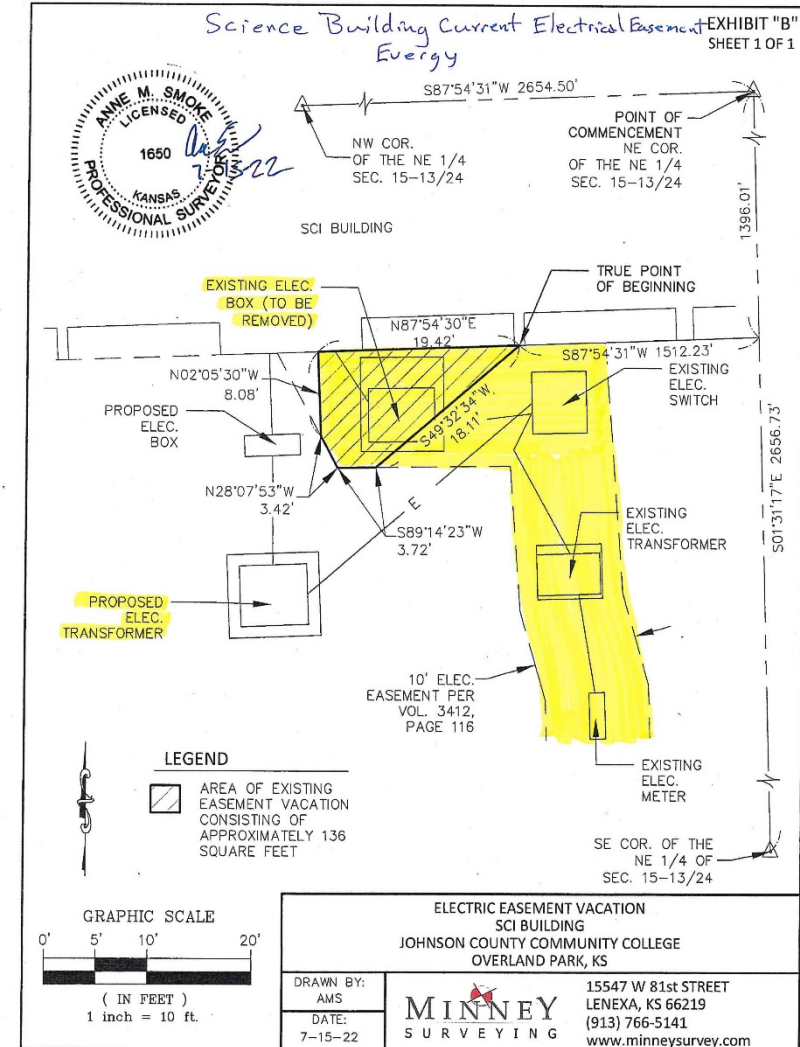 Science Building Current Electrical Easement
Evergy
EXHIBIT "B"
SHEET 1 OF 1
ANNE M. SMOKE
LICENSED
1650
7-15-22
KANSAS
PROFESSIONAL SURVEYOR
S87°54'31"W 2654.50'
NW COR.
OF THE NE 1/4
SEC. 15-13/24
POINT OF
COMMENCEMENT
NE COR.
OF THE NE 1/4
SEC. 15-13/24
1396.01'
SCI BUILDING
EXISTING ELEC.
BOX (TO BE
REMOVED)
TRUE POINT
OF BEGINNING
N87°54'30"E
19.42'
S87°54'31"W 1512.23'
N02°05'30"W
8.08'
EXISTING
ELEC.
SWITCH
PROPOSED
ELEC.
BOX
S49°32'34"W
18.11'
S01°31'17"E 2656.73'
N28°07'53"W
3.42'
E
S89°14'23"W
3.72'
EXISTING
ELEC.
TRANSFORMER
PROPOSED
ELEC.
TRANSFORMER
10' ELEC.
EASEMENT PER
VOL. 3412,
PAGE 116
EXISTING
ELEC.
METER
LEGEND
AREA OF EXISTING
EASEMENT VACATION
CONSISTING OF
APPROXIMATELY 136
SQUARE FEET
SE COR. OF THE
NE 1/4 OF
SEC. 15-13/24
GRAPHIC SCALE
0' 5' 10' 20'
( IN FEET )
1 inch = 10 ft.
ELECTRIC EASEMENT VACATION
SCI BUILDING
JOHNSON COUNTY COMMUNITY COLLEGE
OVERLAND PARK, KS
DRAWN BY:
AMS
DATE:
7-15-22
MINNEY
SURVEYING
15547 W 81st STREET
LENEXA, KS 66219
(913) 766-5141
www.minneysurvey.com